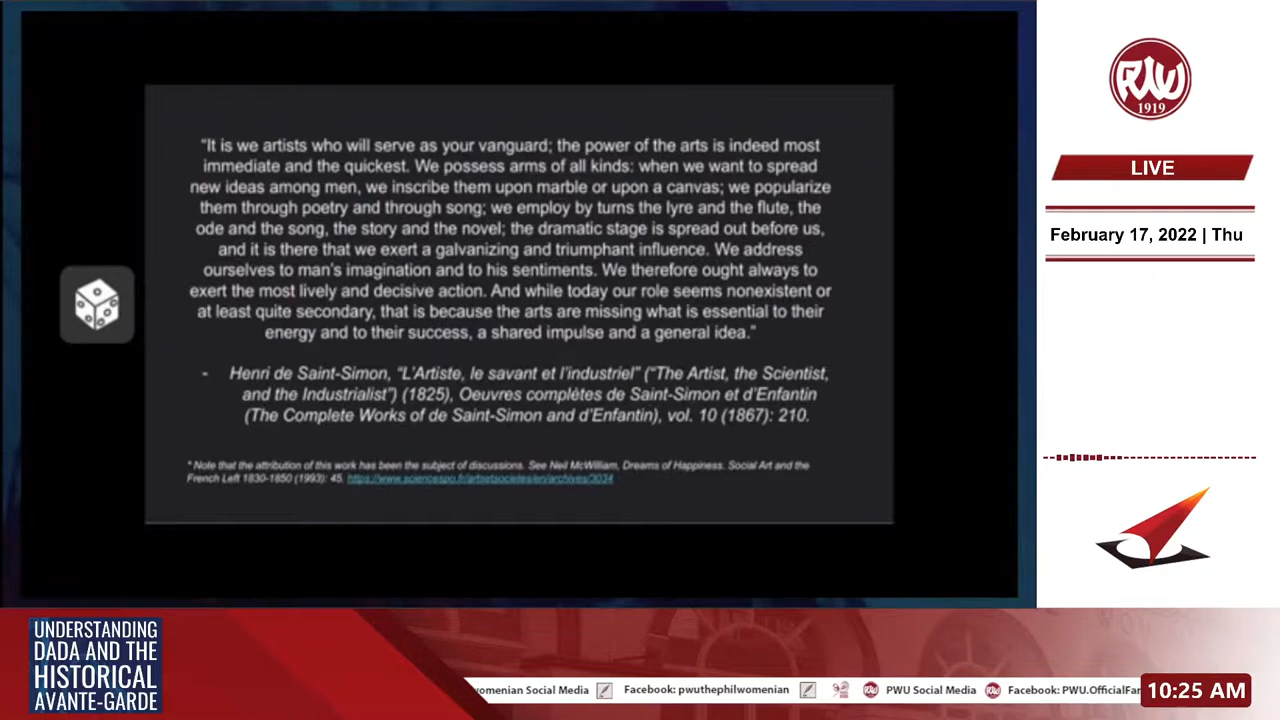 “It is we artists who will serve as your vanguard; the power of the arts is indeed most
immediate and the quickest. We possess arms of all kinds: when we want to spread
new ideas among men, we inscribe them upon marble or upon a canvas; we popularize
them through poetry and through song; we employ by turns the lyre and the flute, the
ode and the song, the story and the novel; the dramatic stage is spread out before us,
and it is there that we exert a galvanizing and triumphant influence. We address
ourselves to man's imagination and to his sentiments. We therefore ought always to
exert the most lively and decisive action. And while today our role seems nonexistent or
at least quite secondary, that is because the arts are missing what is essential to their
energy and to their success, a shared impulse and a general idea.”
- Henri de Saint-Simon, “L’Artiste, le savant et l’industriel” (“The Artist, the Scientist,
and the Industrialist”) (1825), Oeuvres complètes de Saint-Simon et d’Enfantin
(The Complete Works of de Saint-Simon and d’Enfantin), vol. 10 (1867): 210.
* Note that the attribution of this work has been the subject of discussions. See Neil McWilliam, Dreams of Happiness. Social Art and the
French Left 1830-1850 (1993): 45. https://www.sciencespo.fr/artsetsocietes/en/archives/3034
PWU
1919
LIVE
February 17, 2022 | Thu
UNDERSTANDING
DADA AND THE
HISTORICAL
AVANTE-GARDE
womenian Social Media Facebook: pwuthephilwomenian PWU Social Media Facebook: PWU.OfficialFan
10:25 AM